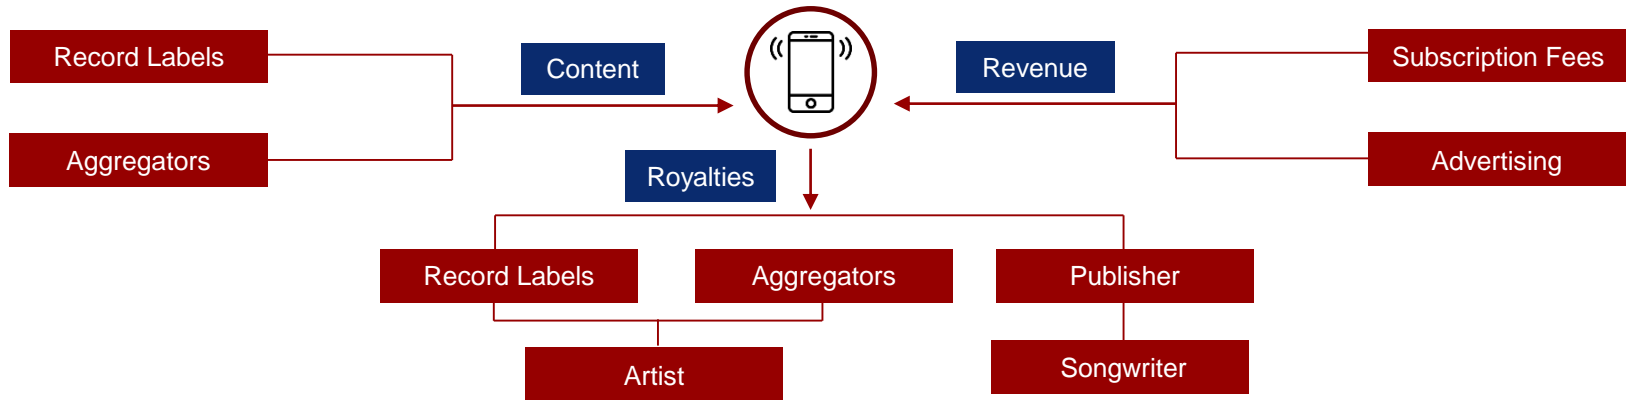 Record Labels
Content
Revenue
Subscription Fees
Aggregators
Advertising
Royalties
Record Labels
Aggregators
Publisher
Artist
Songwriter